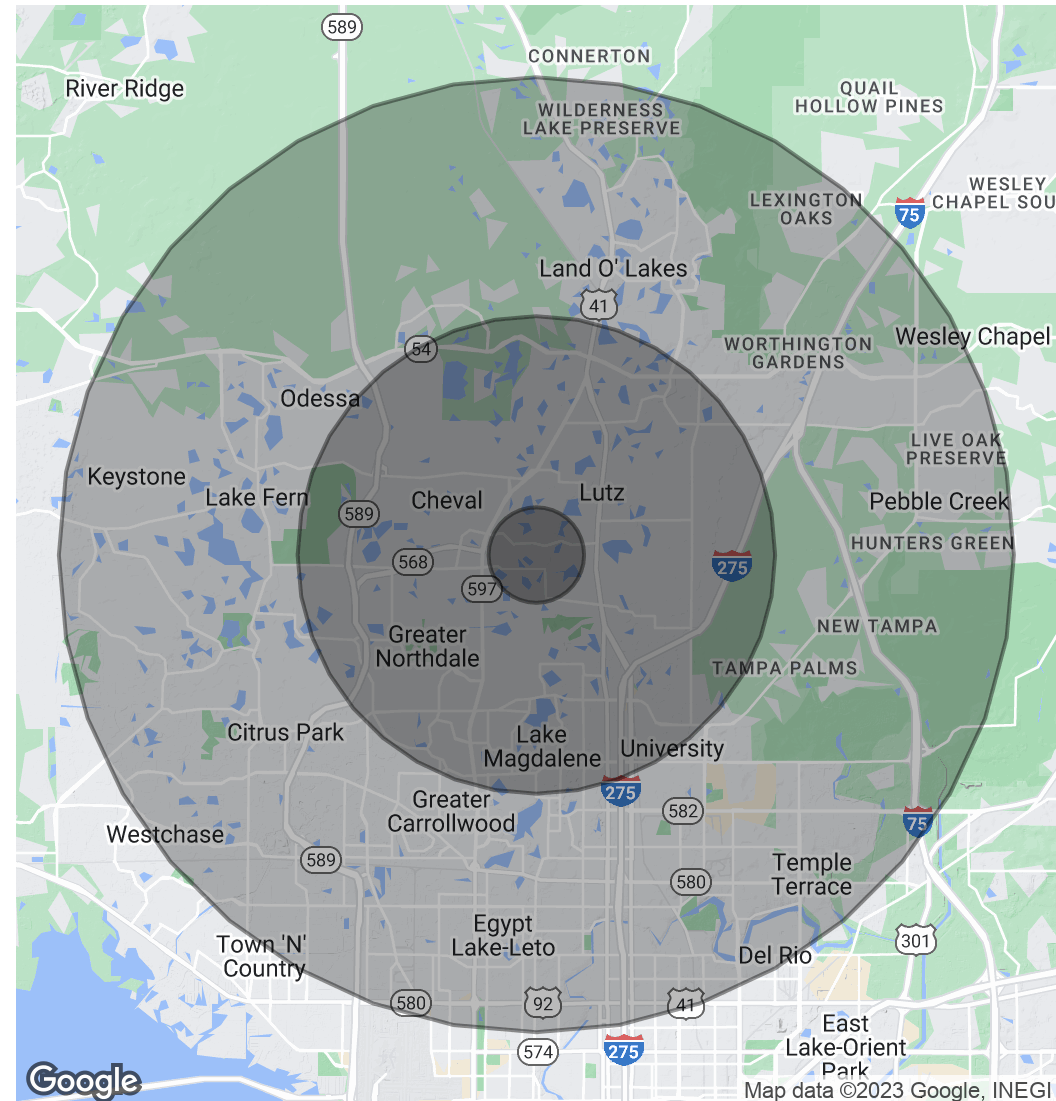 589
CONNERTON
River Ridge
QUAIL
HOLLOW PINES
WILDERNESS
LAKE PRESERVE
WESLEY
CHAPEL SOU
LEXINGTON
OAKS
75
Land O' Lakes
41
Wesley Chapel
54
WORTHINGTON
GARDENS
Odessa
LIVE OAK
PRESERVE
Keystone
Lake Fern
Cheval
Lutz
Pebble Creek
589
HUNTERS GREEN
568
275
597
NEW TAMPA
Greater
Northdale
TAMPA PALMS
Citrus Park
Lake
Magdalene
University
275
Greater
Carrollwood
582
75
Westchase
589
Temple
Terrace
580
Egypt
Lake-Leto
301
Town 'N'
Country
Del Rio
580
92
41
574
275
East
Lake-Orient
Park
Google
Map data ©2023 Google, INEGI